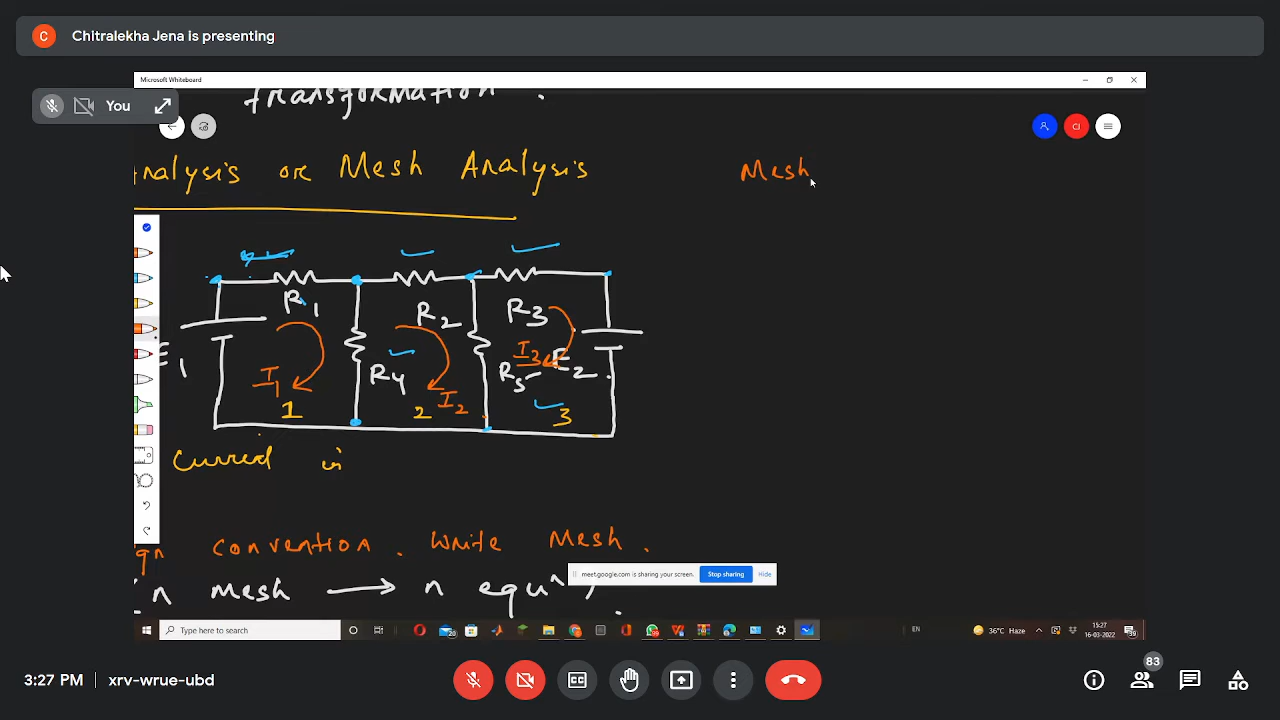 Chitralekha Jena is presenting
Microsoft Whiteboard
You
transformation .
nalysis or Mesh Analysis
Mesh
R1
R2
R3
E1
R4
R5
E2
I1
I2
I3
1
2
3
Current in
ign convention. Write Mesh.
n mesh → n equⁿ
meet.google.com is sharing your screen.
Stop sharing
Hide
Type here to search
EN
36°C Haze
15:27
16-03-2022
3:27 PM | xrv-wrue-ubd
83